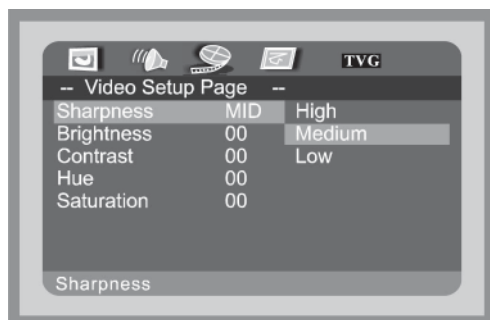 TVG
-- Video Setup Page --
Sharpness MID High
Brightness 00 Medium
Contrast 00 Low
Hue 00
Saturation 00
Sharpness